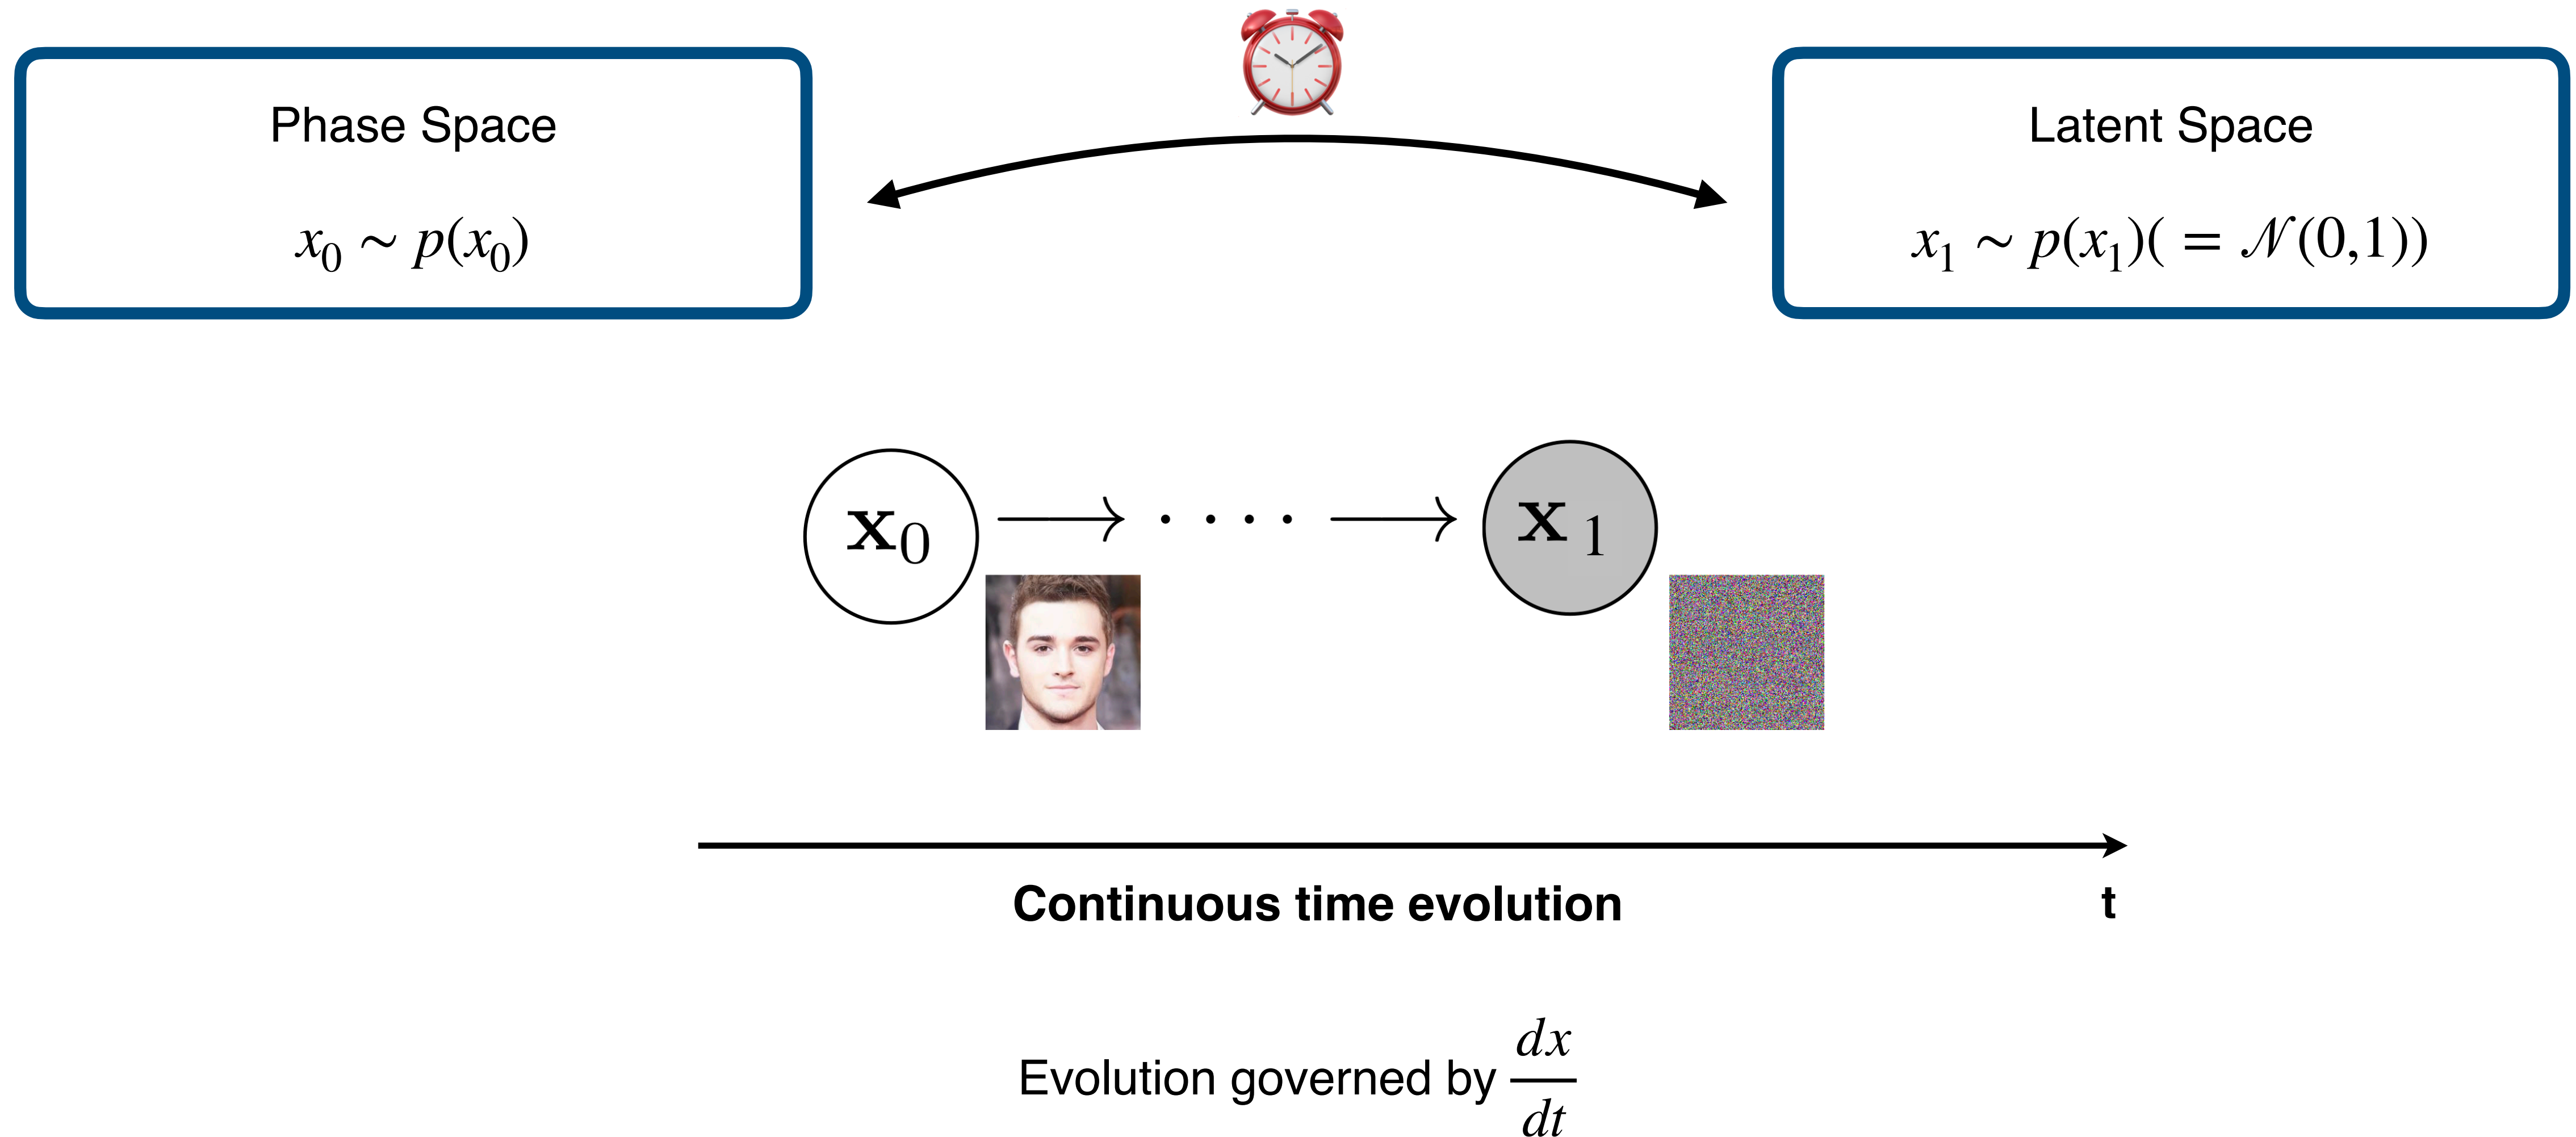 Phase Space
x₀ ~ p(x₀)
Latent Space
x₁ ~ p(x₁)( = 𝒩(0,1))
x₀ → · · · · → x₁
Continuous time evolution
t
Evolution governed by dx/dt